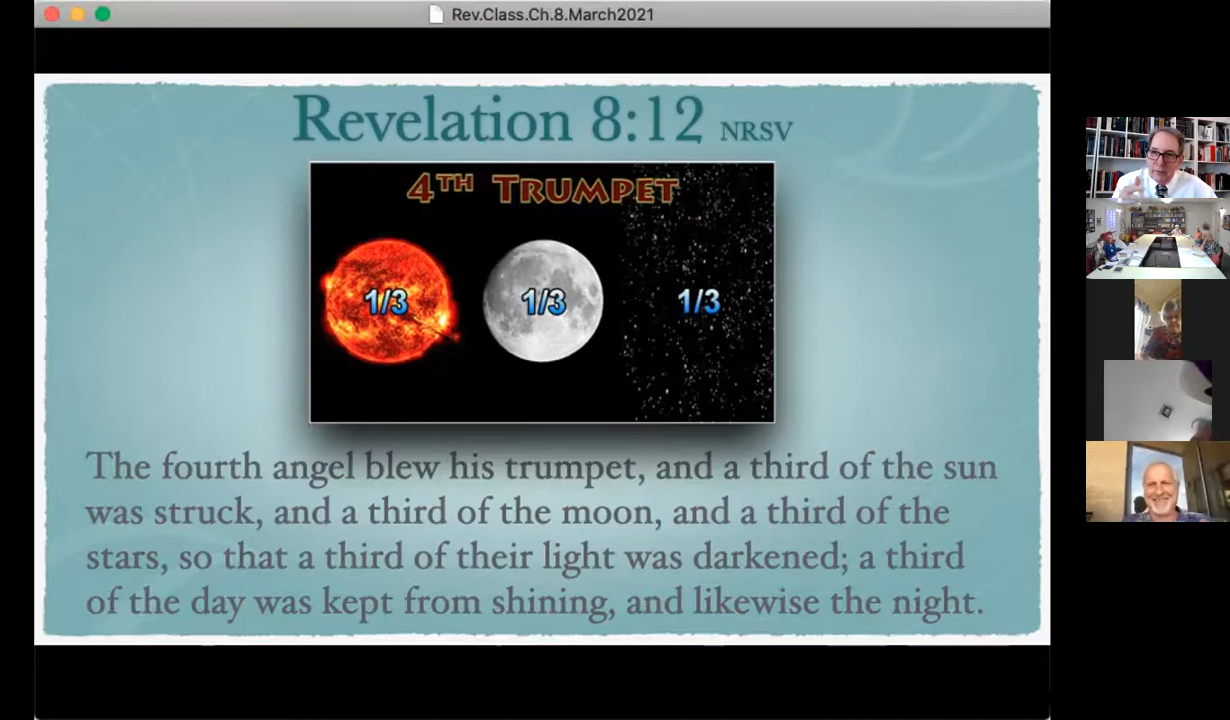 Rev.Class.Ch.8.March2021
Revelation 8:12 NRSV
4TH TRUMPET
1/3 1/3 1/3
The fourth angel blew his trumpet, and a third of the sun
was struck, and a third of the moon, and a third of the
stars, so that a third of their light was darkened; a third
of the day was kept from shining, and likewise the night.